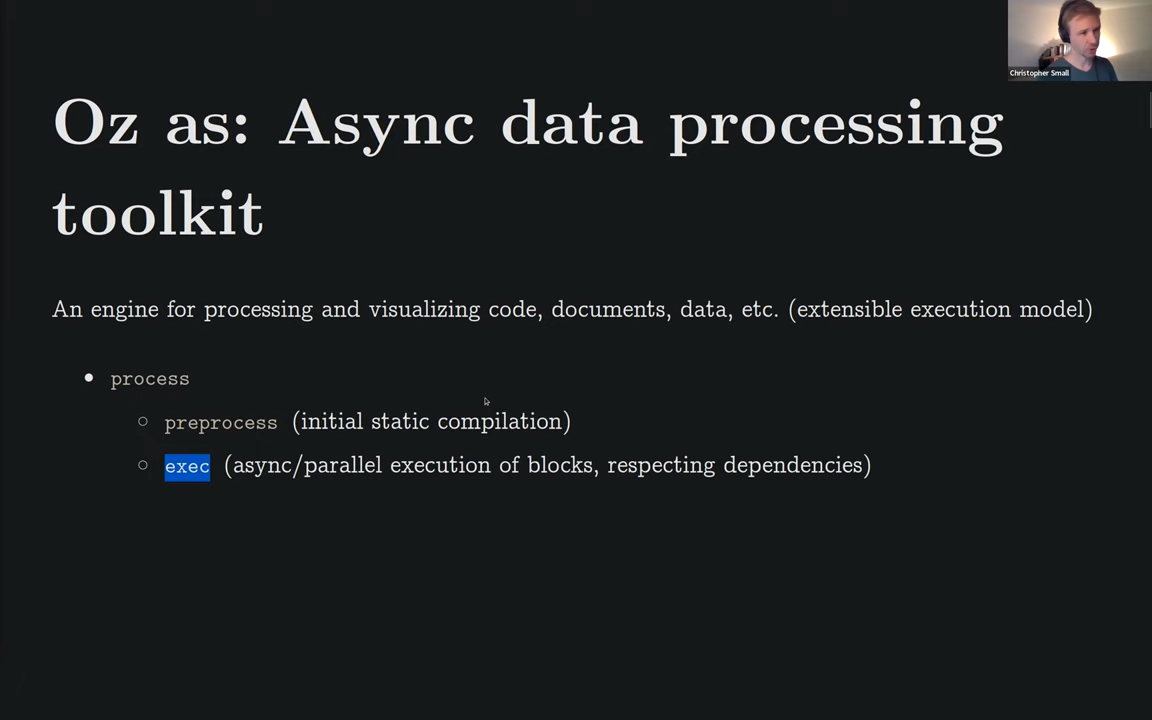 Christopher Small
Oz as: Async data processing
toolkit
An engine for processing and visualizing code, documents, data, etc. (extensible execution model)
process
preprocess (initial static compilation)
exec (async/parallel execution of blocks, respecting dependencies)